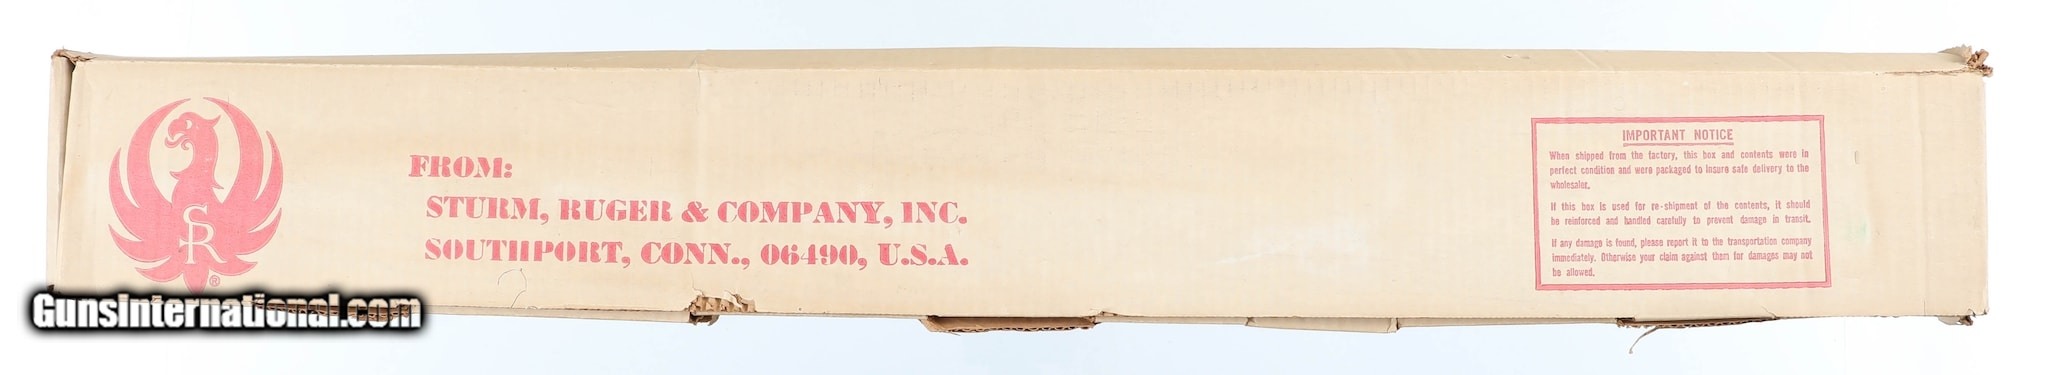 SR
®
FROM:
STURM, RUGER & COMPANY, INC.
SOUTHPORT, CONN., 06490, U.S.A.
IMPORTANT NOTICE
When shipped from the factory, this box and contents were in
perfect condition and were packaged to insure safe delivery to the
wholesaler.
If this box is used for re-shipment of the contents, it should
be reinforced and handled carefully to prevent damage in transit.
If any damage is found, please report it to the transportation company
immediately. Otherwise your claim against them for damages may not
be allowed.
Gunsinternational.com